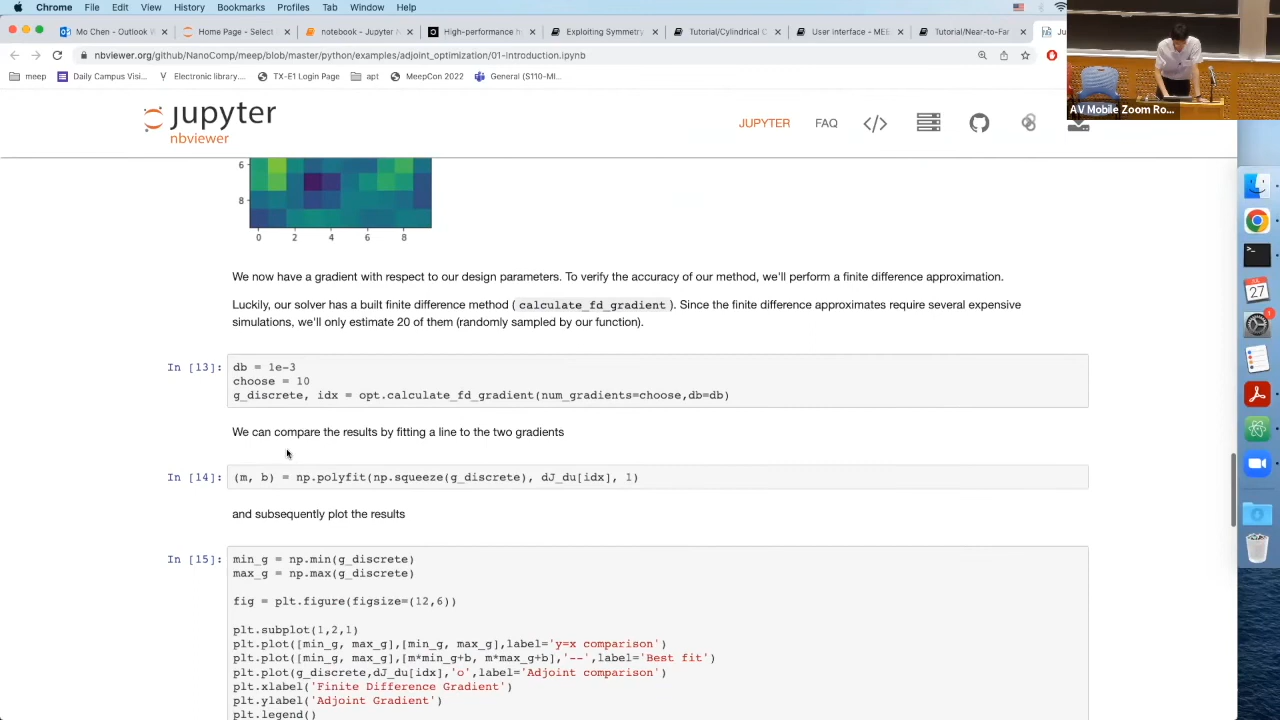 Chrome File Edit View History Bookmarks Profiles Tab Window Help
Mo Chen - Outlook W
High-performance - h
notebook - Jupyter N
High-Performance Net
Exploiting Symmetry
Tutorial/Cylindrical C
User interface - MEE
Tutorial/Near-to-Far
nbviewer.org/github/NanoComp/meep/blob/master/python/examples/adjoint_optimization/01-Introduction.ipynb
meep
Daily Campus Visi...
Electronic library....
TX-E1 Login Page
pkt
MeepCon 2022
General (S110-MI...
AV Mobile Zoom Ro...
jupyter
nbviewer
JUPYTER FAQ
6
8
0 2 4 6 8
We now have a gradient with respect to our design parameters. To verify the accuracy of our method, we'll perform a finite difference approximation.
Luckily, our solver has a built finite difference method ( calculate_fd_gradient ). Since the finite difference approximates require several expensive
simulations, we'll only estimate 20 of them (randomly sampled by our function).
In [13]: db = 1e-3
choose = 10
g_discrete, idx = opt.calculate_fd_gradient(num_gradients=choose,db=db)
We can compare the results by fitting a line to the two gradients
In [14]: (m, b) = np.polyfit(np.squeeze(g_discrete), dJ_du[idx], 1)
and subsequently plot the results
In [15]: min_g = np.min(g_discrete)
max_g = np.max(g_discrete)
fig = plt.figure(figsize=(12,6))
plt.subplot(1,2,1)
plt.plot([min_g, max_g],[min_g, max_g],label='y=x comparison')
plt.plot([min_g, max_g],[m*min_g+b, m*max_g+b],'--',label='Best fit')
plt.plot(g_discrete,dJ_du[idx],'o',label='Adjoint comparison')
plt.xlabel('Finite Difference Gradient')
plt.ylabel('Adjoint Gradient')
plt.legend()
JUL
27
1